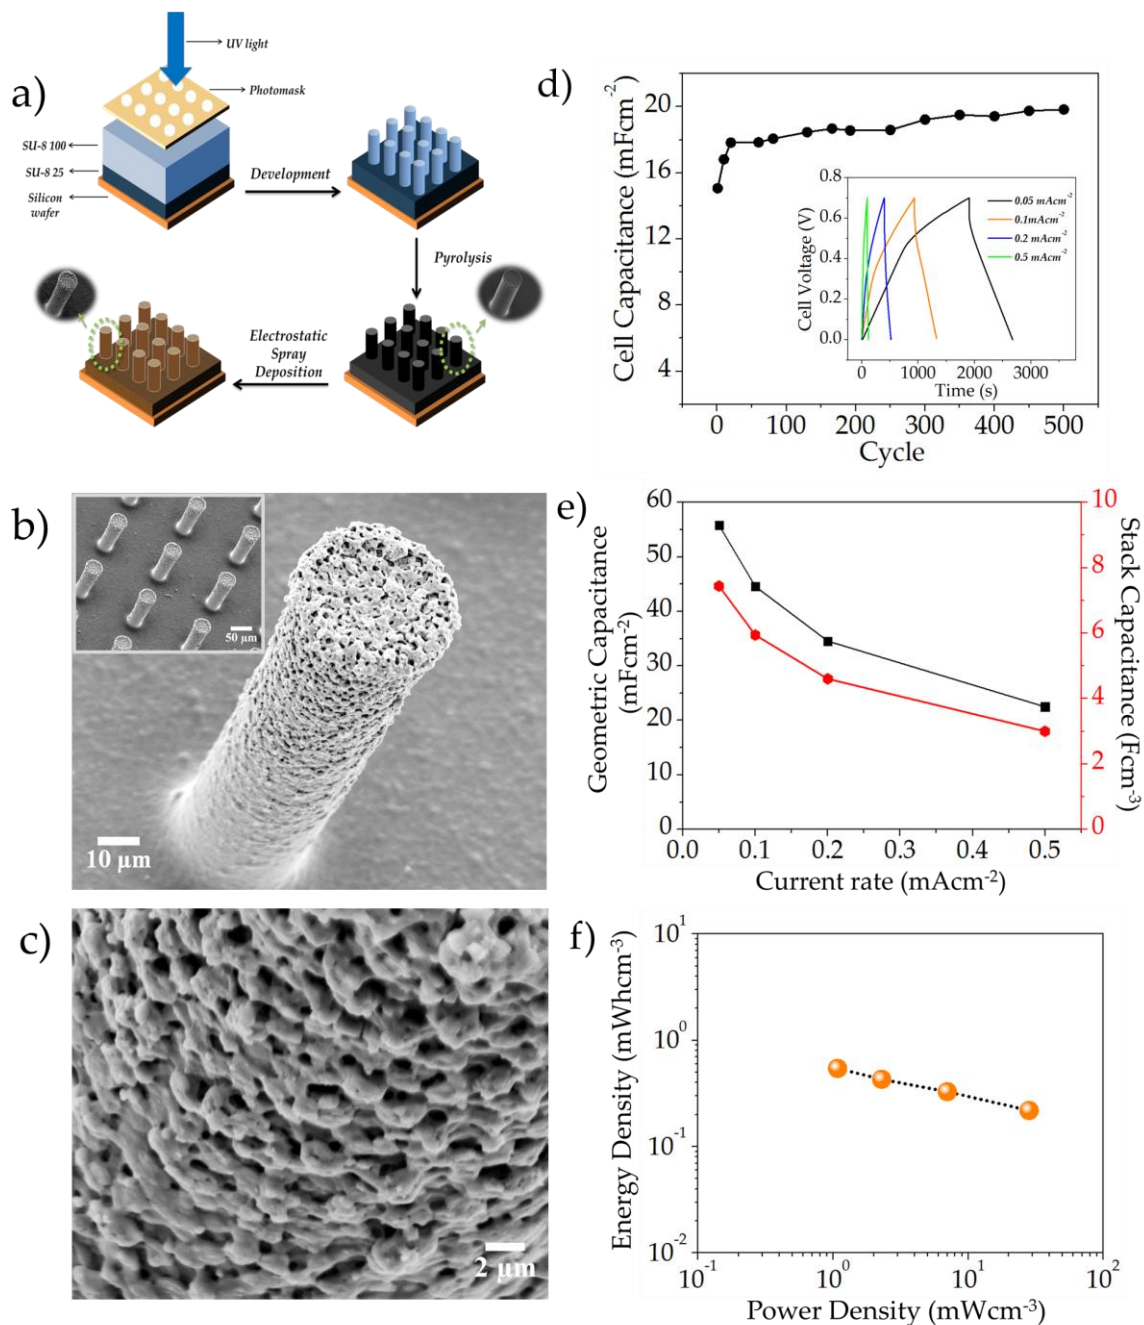 a)
UV light
Photomask
SU-8 100
SU-8 25
Silicon
wafer
Development
Pyrolysis
Electrostatic
Spray
Deposition
b)
50 µm
10 µm
c)
2 µm
d)
Cell Capacitance (mFcm⁻²)
20
16
12
8
4
0 100 200 300 400 500
Cycle
Cell Voltage (V)
0.8
0.6
0.4
0.2
0.0
0 1000 2000 3000
Time (s)
0.05 mAcm⁻²
0.1mAcm⁻²
0.2 mAcm⁻²
0.5 mAcm⁻²
e)
Geometric Capacitance
(mFcm⁻²)
60
50
40
30
20
10
0
0.0 0.1 0.2 0.3 0.4 0.5
Current rate (mAcm⁻²)
10
8
6
4
2
0
Stack Capacitance (Fcm⁻³)
f)
Energy Density (mWhcm⁻³)
10¹
10⁰
10⁻¹
10⁻²
10⁻¹ 10⁰ 10¹ 10²
Power Density (mWcm⁻³)